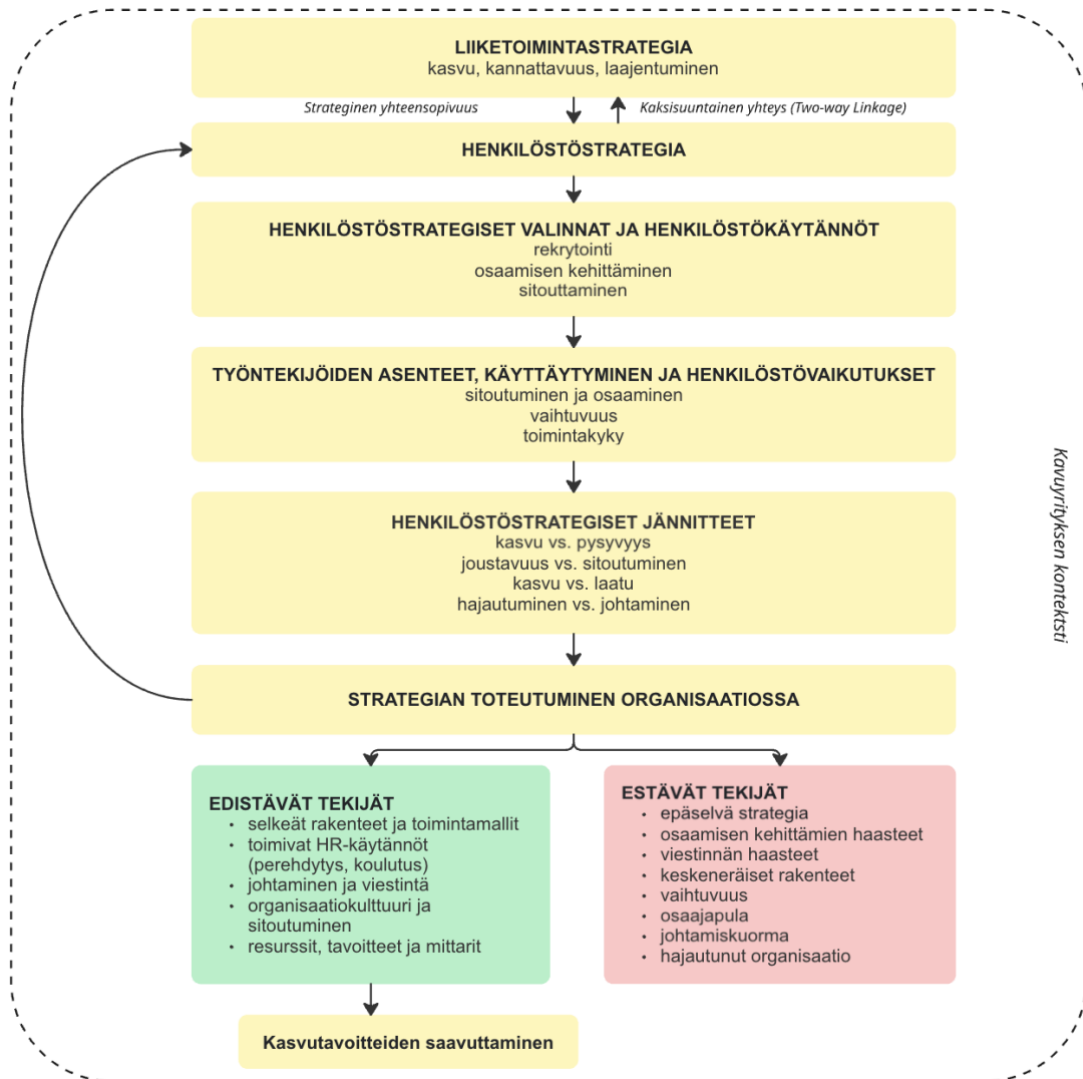 LIIKETOIMINTASTRATEGIA
kasvu, kannattavuus, laajentuminen
Strateginen yhteensopivuus
Kaksisuuntainen yhteys (Two-way Linkage)
HENKILÖSTÖSTRATEGIA
HENKILÖSTÖSTRATEGISET VALINNAT JA HENKILÖSTÖKÄYTÄNNÖT
rekrytointi
osaamisen kehittäminen
sitouttaminen
TYÖNTEKIJÖIDEN ASENTEET, KÄYTTÄYTYMINEN JA HENKILÖSTÖVAIKUTUKSET
sitoutuminen ja osaaminen
vaihtuvuus
toimintakyky
HENKILÖSTÖSTRATEGISET JÄNNITTEET
kasvu vs. pysyvyys
joustavuus vs. sitoutuminen
kasvu vs. laatu
hajautuminen vs. johtaminen
Kavuyrityksen kontektsti
STRATEGIAN TOTEUTUMINEN ORGANISAATIOSSA
EDISTÄVÄT TEKIJÄT
• selkeät rakenteet ja toimintamallit
• toimivat HR-käytännöt
(perehdytys, koulutus)
• johtaminen ja viestintä
• organisaatiokulttuuri ja
sitoutuminen
• resurssit, tavoitteet ja mittarit
ESTÄVÄT TEKIJÄT
• epäselvä strategia
• osaamisen kehittämien haasteet
• viestinnän haasteet
• keskeneräiset rakenteet
• vaihtuvuus
• osaajapula
• johtamiskuorma
• hajautunut organisaatio
Kasvutavoitteiden saavuttaminen